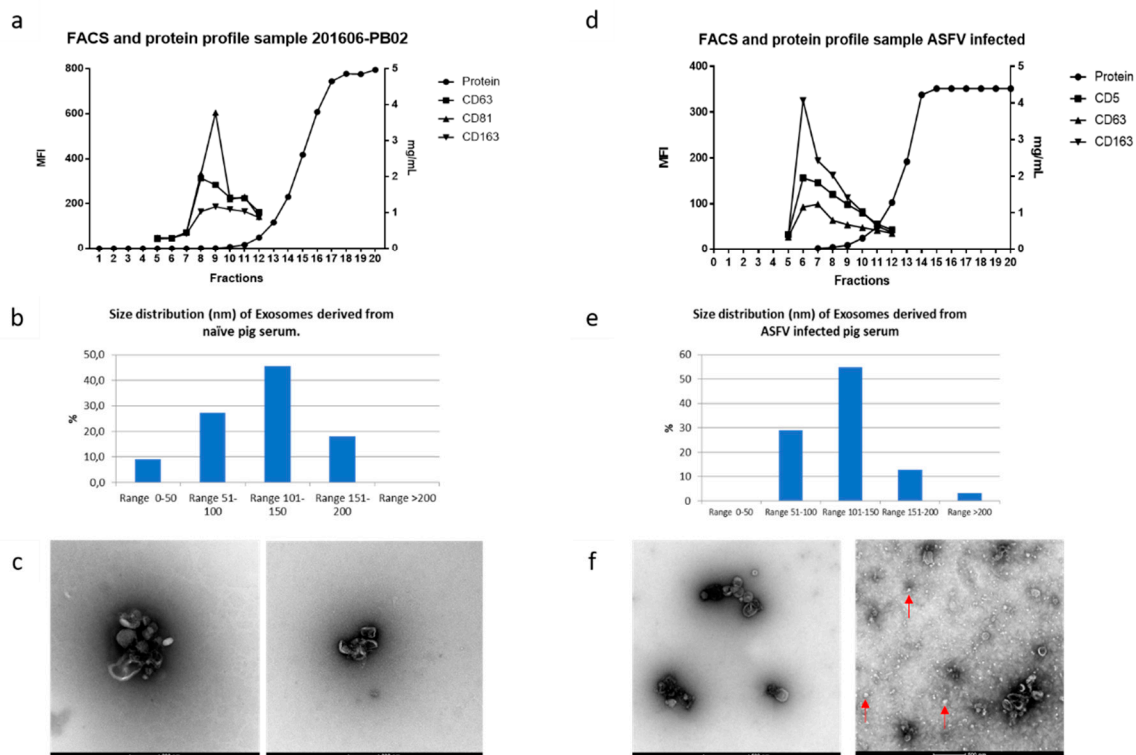 a
FACS and protein profile sample 201606-PB02
MFI
800
600
400
200
0
5
4
3
2
1
0
mg/mL
1 2 3 4 5 6 7 8 9 10 11 12 13 14 15 16 17 18 19 20
Fractions
Protein
CD63
CD81
CD163
b
Size distribution (nm) of Exosomes derived from
naïve pig serum.
%
50,0
40,0
30,0
20,0
10,0
0,0
Range 0-50 Range 51- Range 101- Range 151- Range >200
100 150 200
c
d
FACS and protein profile sample ASFV infected
MFI
400
300
200
100
0
5
4
3
2
1
0
mg/mL
0 1 2 3 4 5 6 7 8 9 10 11 12 13 14 15 16 17 18 19 20
Fractions
Protein
CD5
CD63
CD163
e
Size distribution (nm) of Exosomes derived from
ASFV infected pig serum
%
60
50
40
30
20
10
0
Range 0-50 Range 51-100 Range 101-150 Range 151-200 Range >200
f